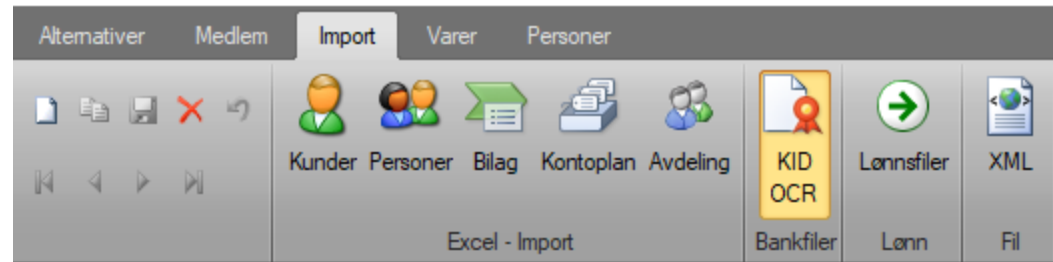 Alternativer Medlem Import Varer Personer
Kunder Personer Bilag Kontoplan Avdeling KID Lønnsfiler XML
OCR
Excel - Import Bankfiler Lønn Fil